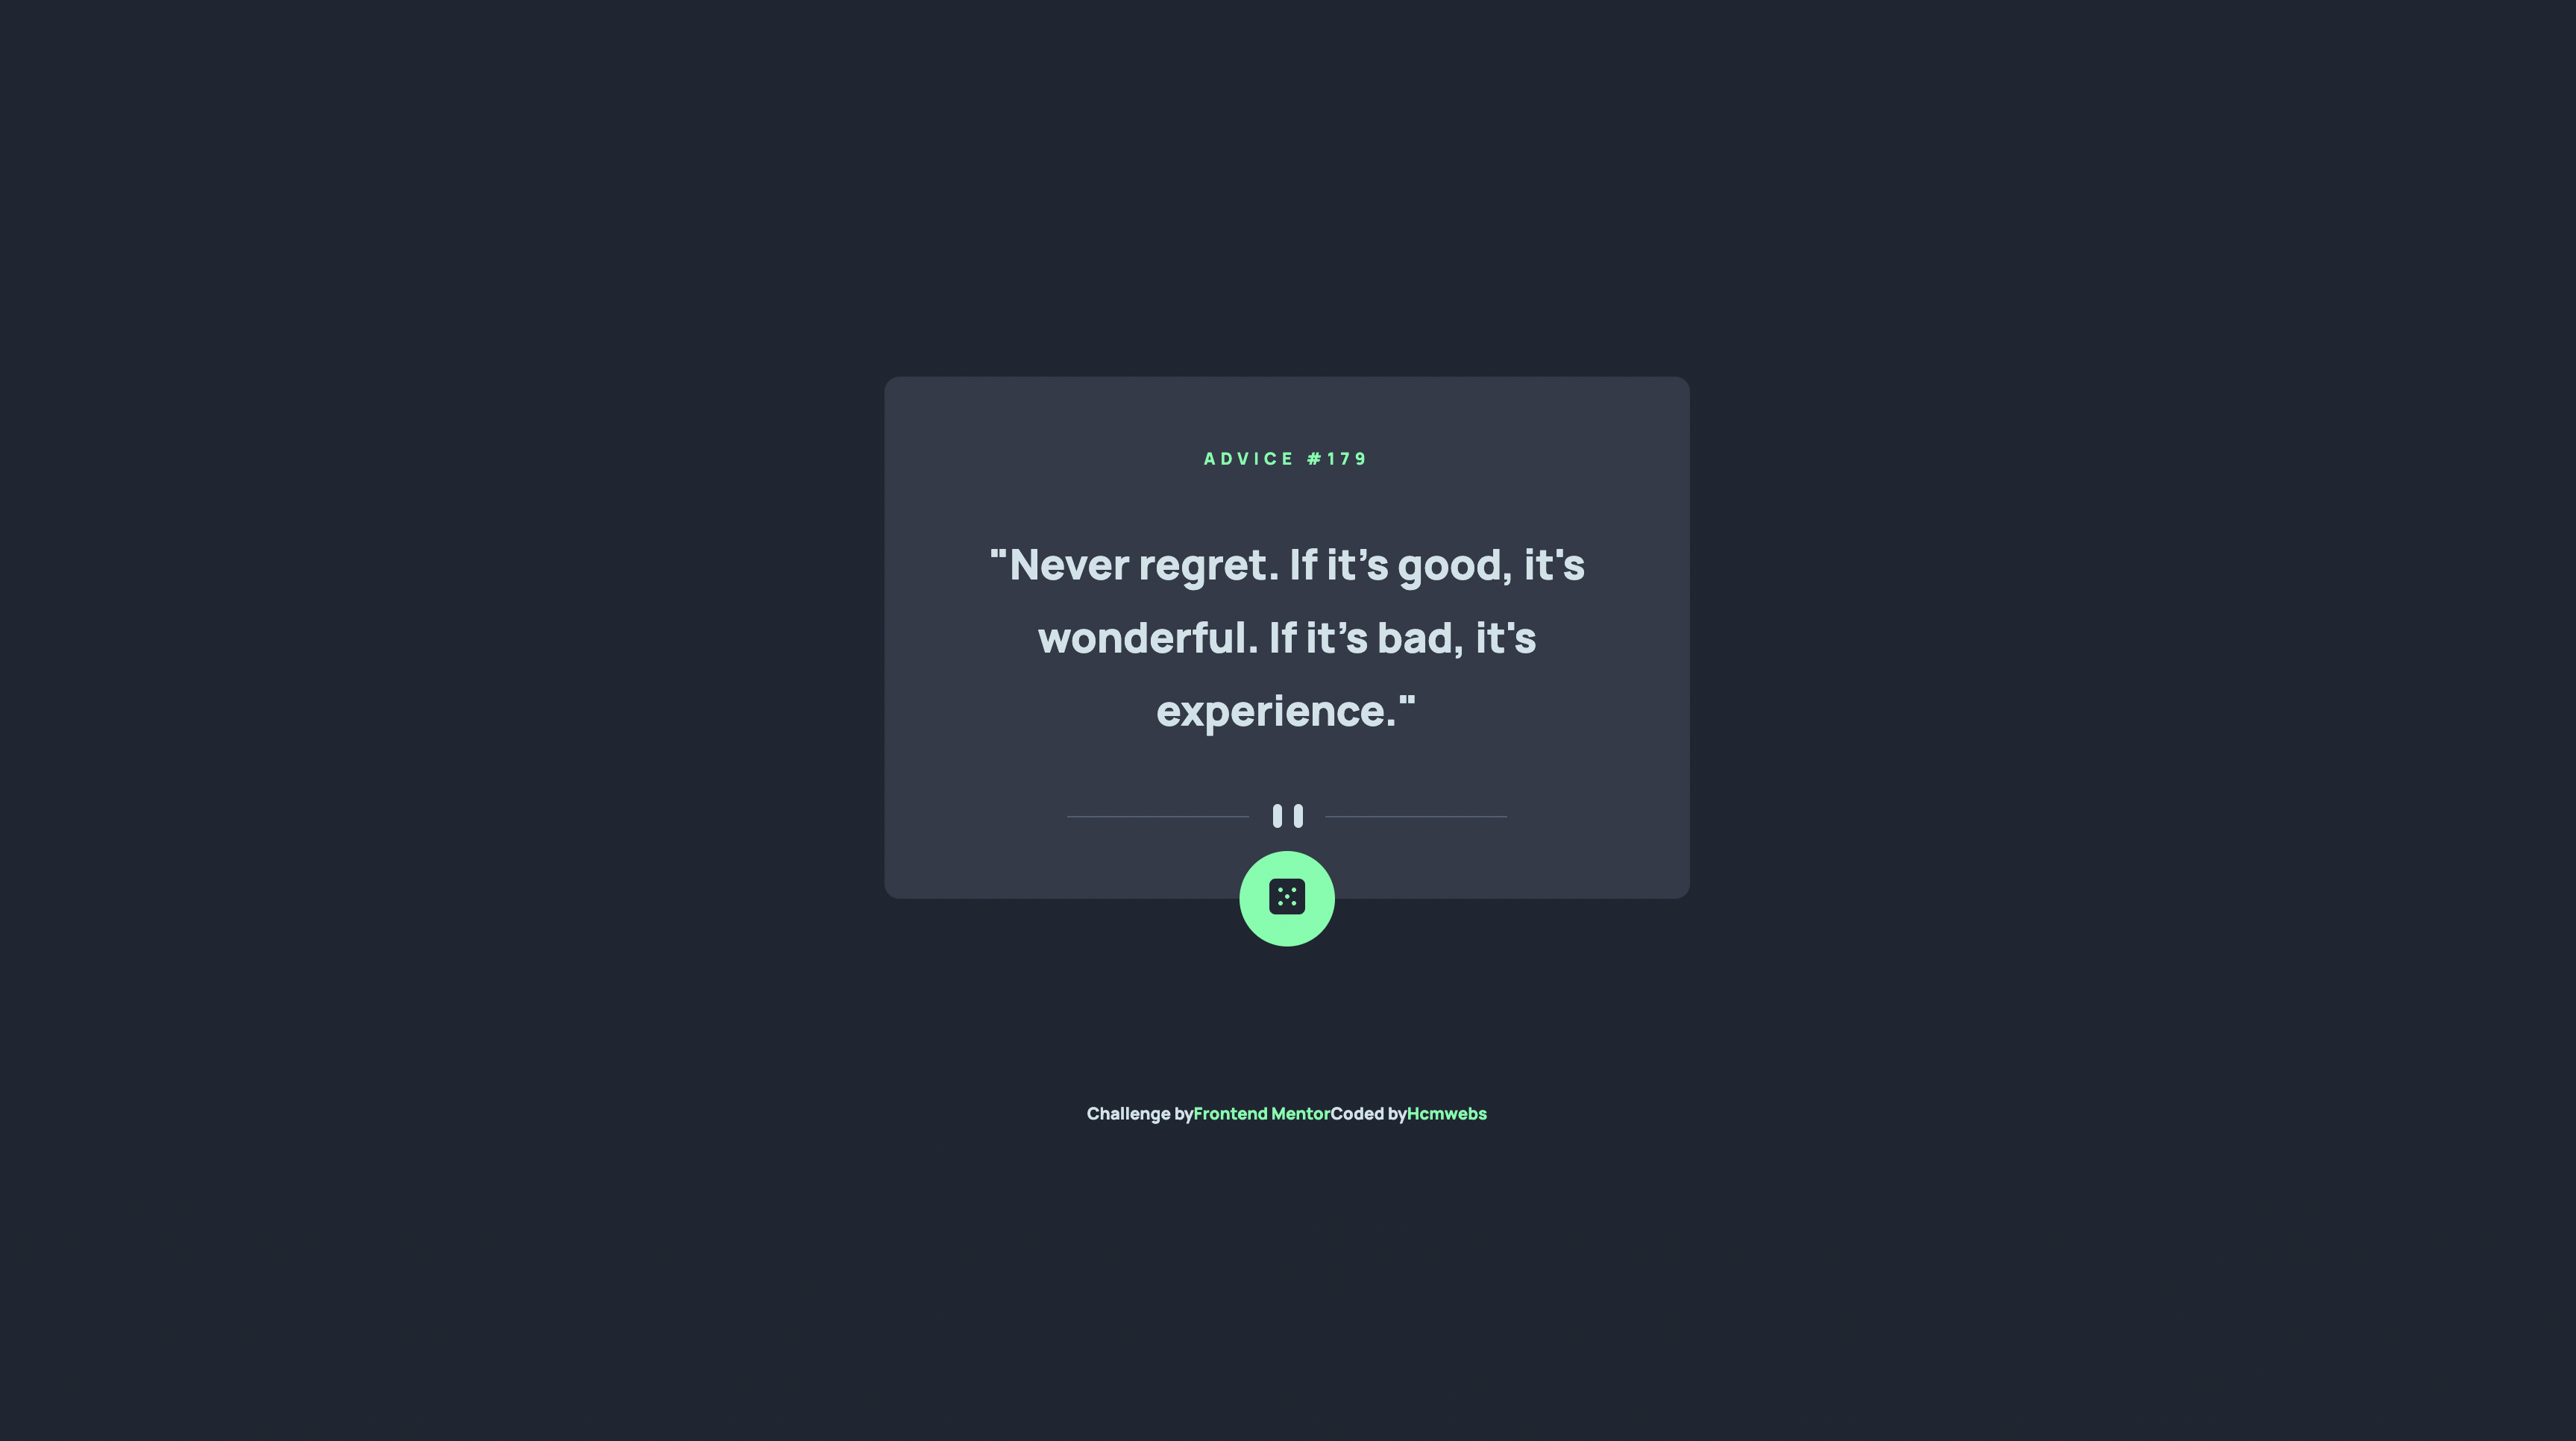 ADVICE #179
"Never regret. If it’s good, it's
wonderful. If it’s bad, it's
experience."
Challenge byFrontend MentorCoded byHcmwebs